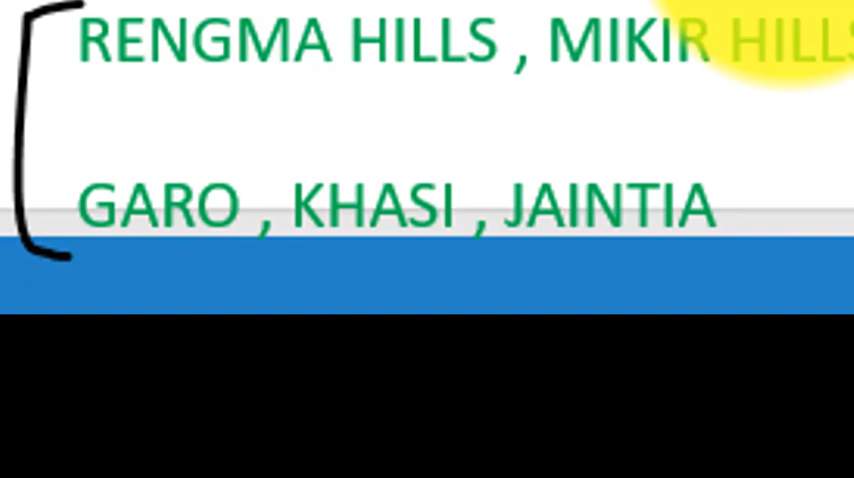 RENGMA HILLS , MIKIR HILLS
GARO , KHASI , JAINTIA